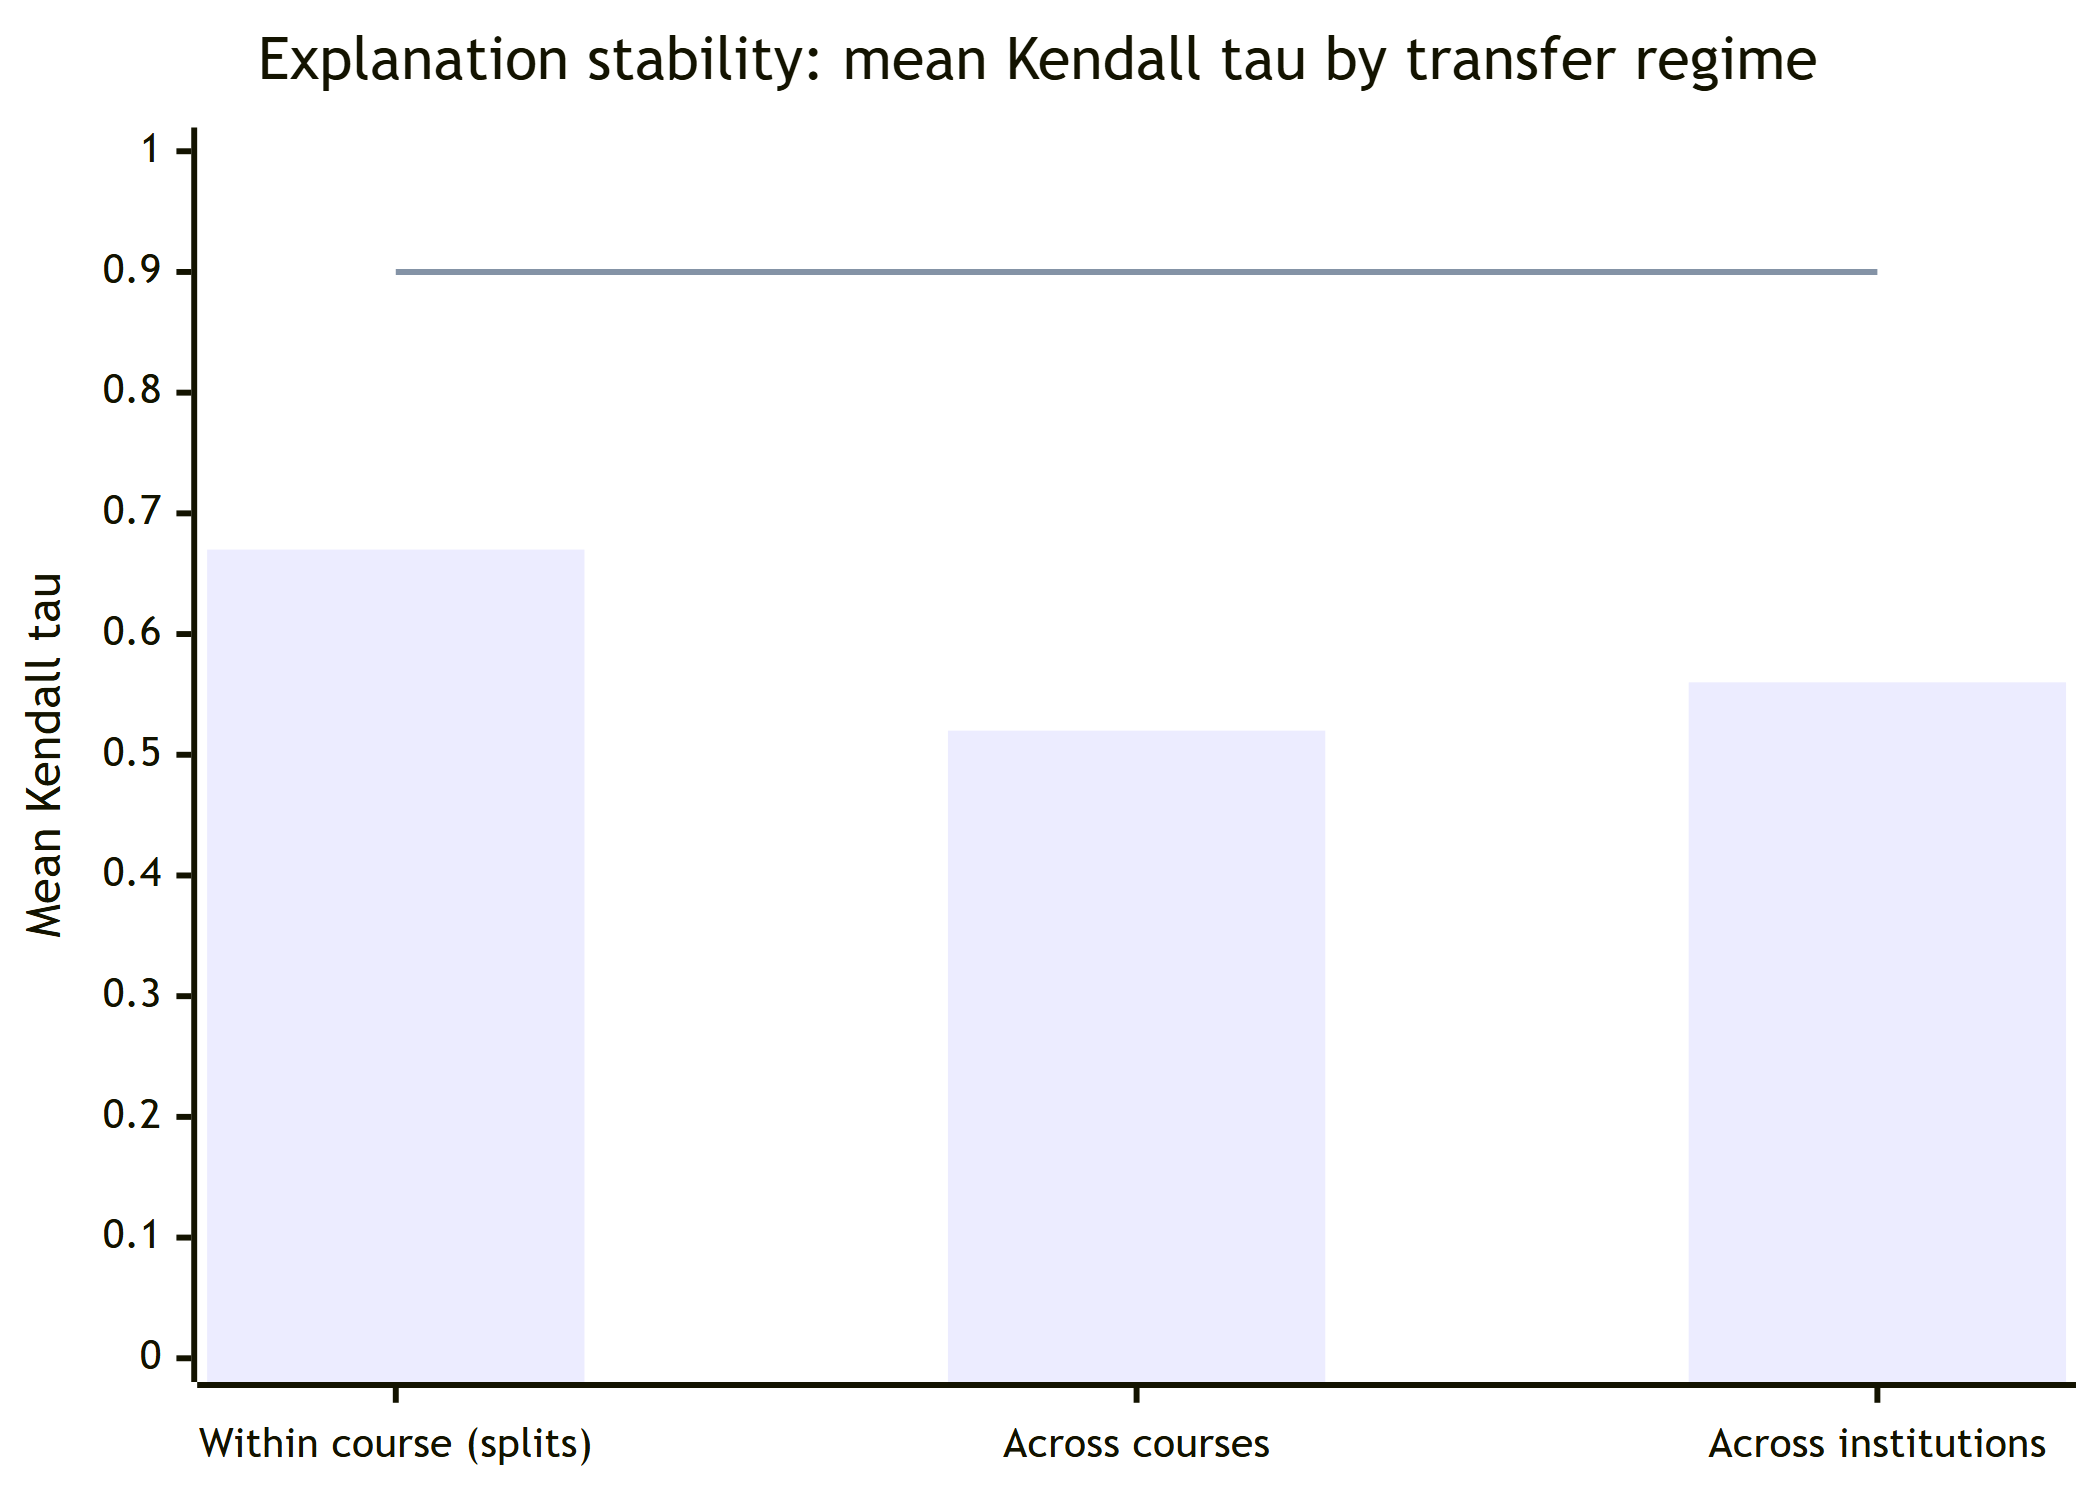 Explanation stability: mean Kendall tau by transfer regime
Mean Kendall tau
1
0.9
0.8
0.7
0.6
0.5
0.4
0.3
0.2
0.1
0
Within course (splits)
Across courses
Across institutions